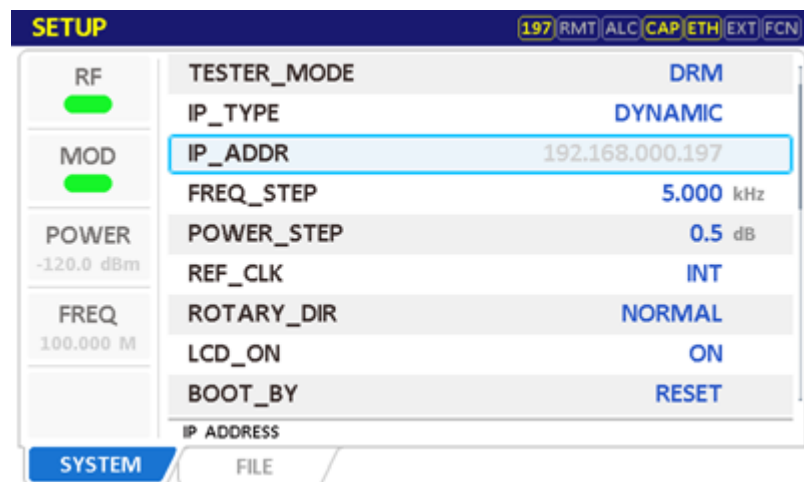 SETUP
197 RMT ALC CAP ETH EXT FCN
RF
MOD
POWER
-120.0 dBm
FREQ
100.000 M
TESTER_MODE DRM
IP_TYPE DYNAMIC
IP_ADDR 192.168.000.197
FREQ_STEP 5.000 kHz
POWER_STEP 0.5 dB
REF_CLK INT
ROTARY_DIR NORMAL
LCD_ON ON
BOOT_BY RESET
IP ADDRESS
SYSTEM FILE